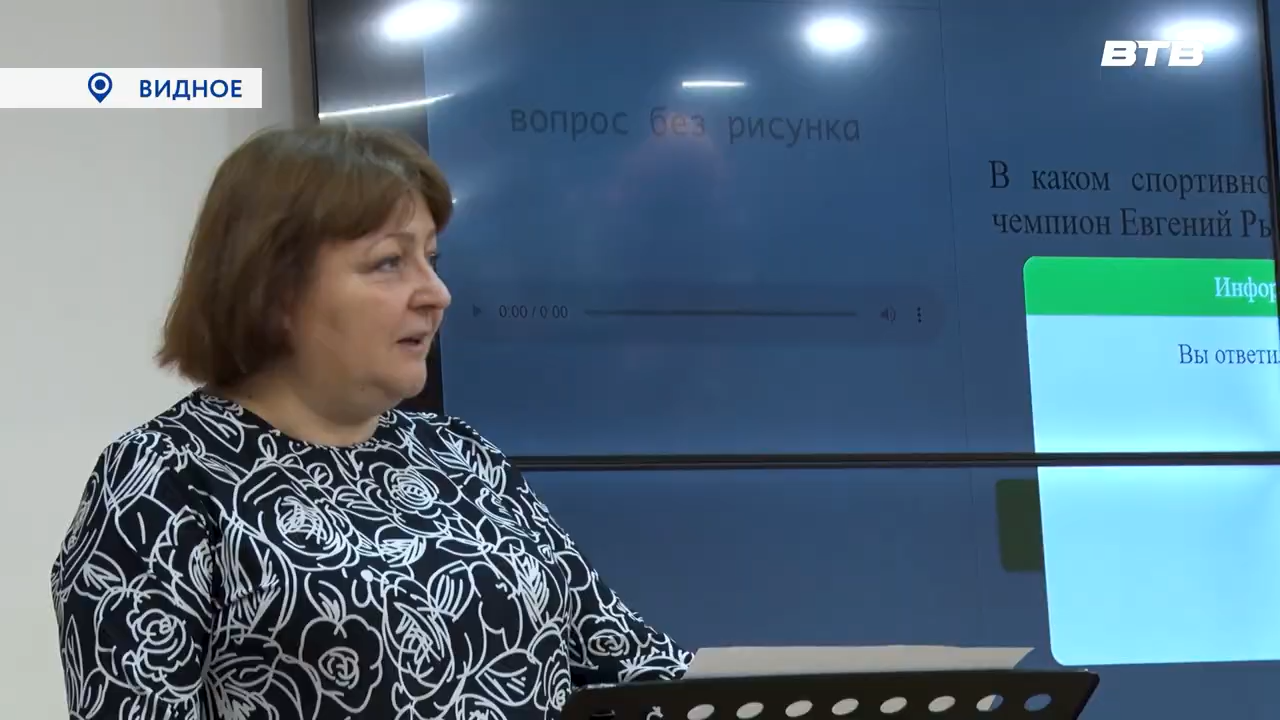 ВИДНОЕ
ВТВ
вопрос без рисунка
В каком спортивно
чемпион Евгений Ры
0:00 / 0:00
Инфор
Вы ответи